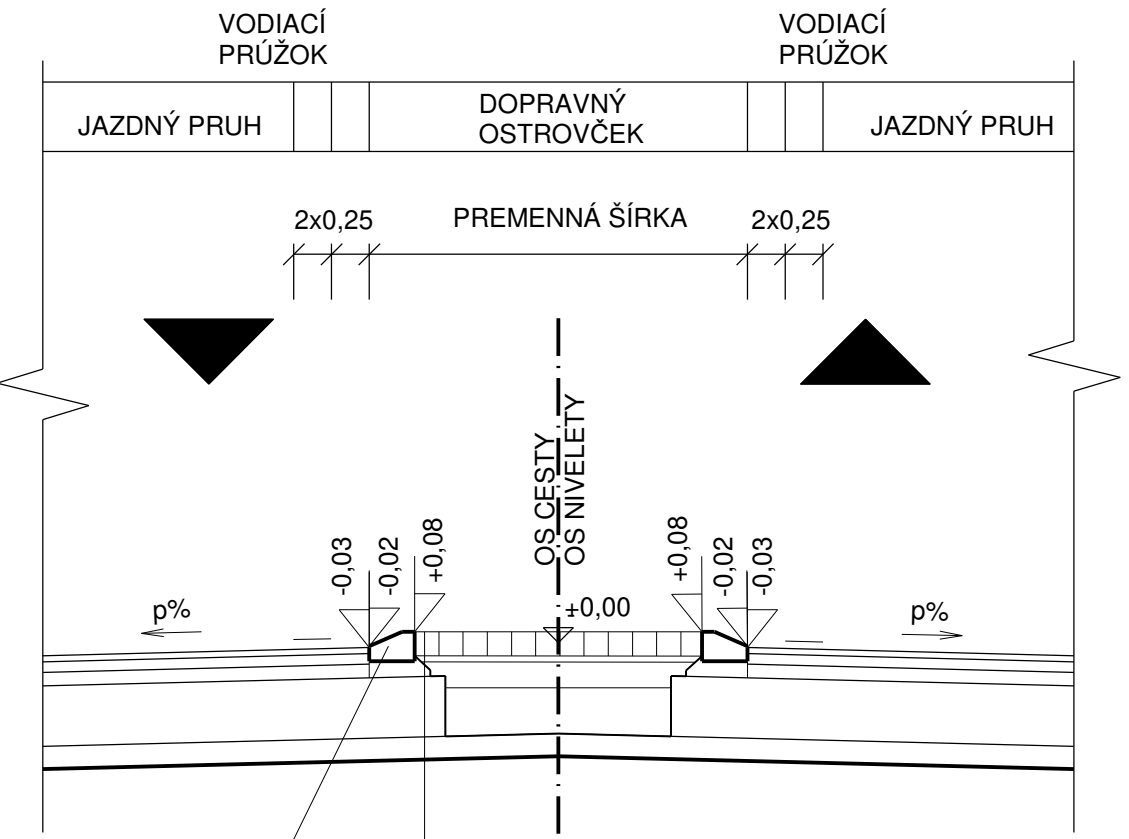 VODIACÍ
PRÚŽOK
VODIACÍ
PRÚŽOK
JAZDNÝ PRUH
DOPRAVNÝ
OSTROVČEK
JAZDNÝ PRUH
2x0,25
PREMENNÁ ŠÍRKA
2x0,25
OS CESTY
OS NIVELETY
-0,03
-0,02
+0,08
+0,08
-0,02
-0,03
p%
±0,00
p%